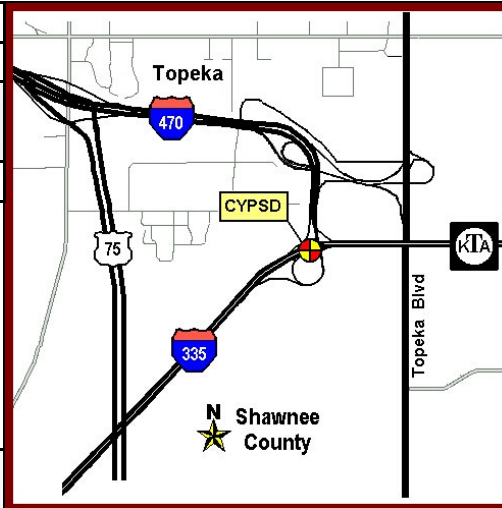 Topeka
470
CYPSD
75
KTA
Topeka Blvd
335
N
Shawnee
County